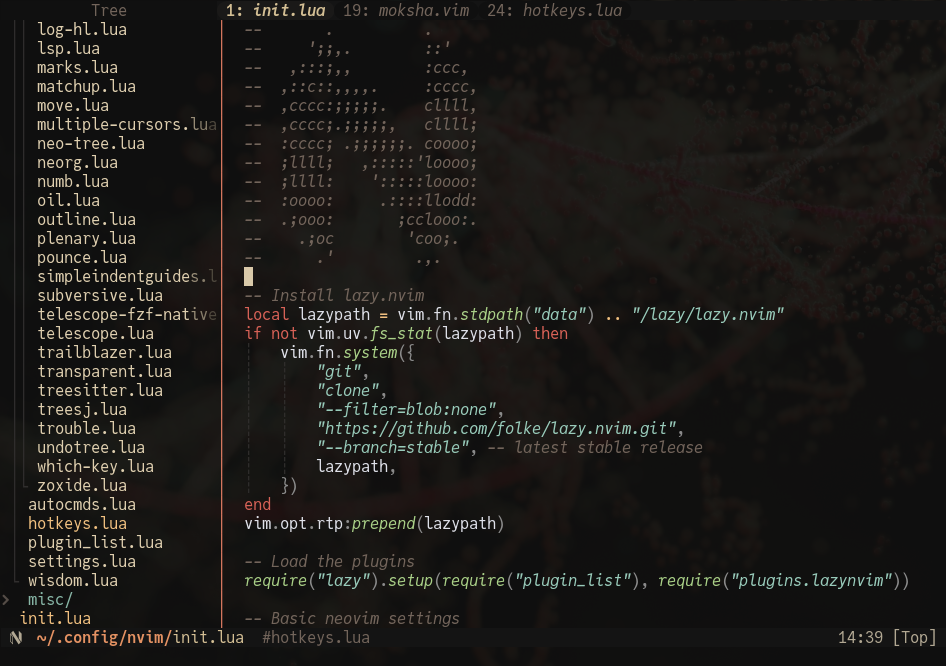 Tree
1: init.lua 19: moksha.vim 24: hotkeys.lua
log-hl.lua
lsp.lua
marks.lua
matchup.lua
move.lua
multiple-cursors.lua
neo-tree.lua
neorg.lua
numb.lua
oil.lua
outline.lua
plenary.lua
pounce.lua
simpleindentguides.l
subversive.lua
telescope-fzf-native
telescope.lua
trailblazer.lua
transparent.lua
treesitter.lua
treesj.lua
trouble.lua
undotree.lua
which-key.lua
zoxide.lua
autocmds.lua
hotkeys.lua
plugin_list.lua
settings.lua
wisdom.lua
> misc/
init.lua
--       .          .
--     ';;,.        ::'
--   ,:::;,,        :ccc,
--  ,::c::,,,,.     :cccc,
--  ,cccc:;;;;;.    cllll,
--  ,cccc;.;;;;;,   cllll;
--  :cccc; .;;;;;;. coooo;
--  ;llll;   ,:::::'loooo;
--  ;llll:    ':::::loooo:
--  :oooo:     .::::llodd:
--  .;ooo:       ;cclooo:.
--    .;oc        'coo;.
--      .'         .,.
-- Install lazy.nvim
local lazypath = vim.fn.stdpath("data") .. "/lazy/lazy.nvim"
if not vim.uv.fs_stat(lazypath) then
    vim.fn.system({
        "git",
        "clone",
        "--filter=blob:none",
        "https://github.com/folke/lazy.nvim.git",
        "--branch=stable", -- latest stable release
        lazypath,
    })
end
vim.opt.rtp:prepend(lazypath)
-- Load the plugins
require("lazy").setup(require("plugin_list"), require("plugins.lazynvim"))
-- Basic neovim settings
N ~/.config/nvim/init.lua #hotkeys.lua 14:39 [Top]